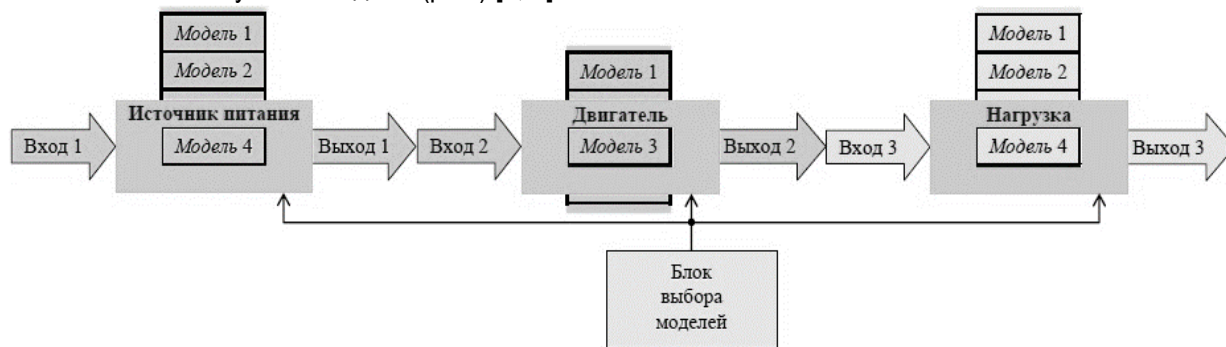 Модель 1
Модель 2
Источник питания
Модель 4
Вход 1
Выход 1
Вход 2
Модель 1
Двигатель
Модель 3
Выход 2
Вход 3
Модель 1
Модель 2
Нагрузка
Модель 4
Выход 3
Блок
выбора
моделей